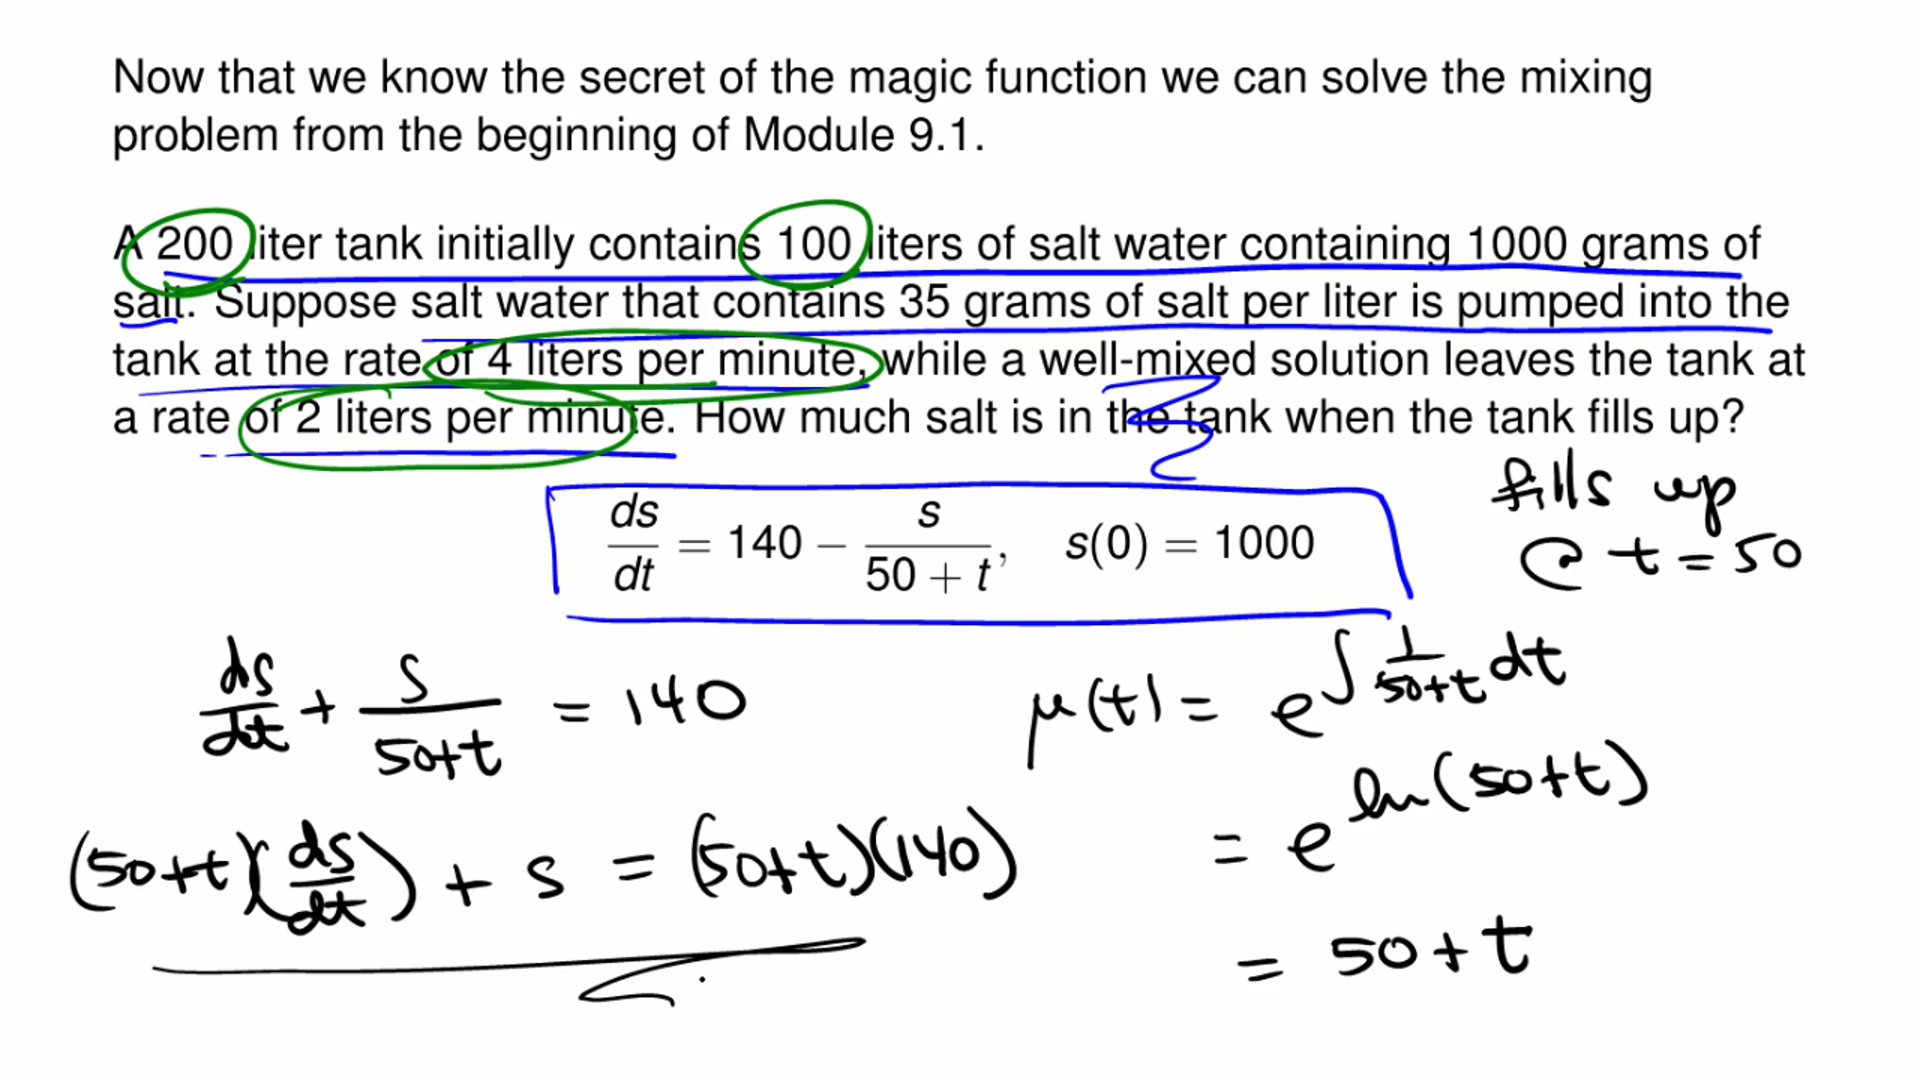 Now that we know the secret of the magic function we can solve the mixing
problem from the beginning of Module 9.1.
A 200 liter tank initially contains 100 liters of salt water containing 1000 grams of
salt. Suppose salt water that contains 35 grams of salt per liter is pumped into the
tank at the rate of 4 liters per minute, while a well-mixed solution leaves the tank at
a rate of 2 liters per minute. How much salt is in the tank when the tank fills up?
ds/dt = 140 − s/(50 + t), s(0) = 1000
fills up
@ t = 50
ds/dt + s/(50+t) = 140
μ(t) = e^∫ 1/(50+t) dt
= e^ln(50+t)
(50+t)(ds/dt) + s = (50+t)(140)
= 50+t